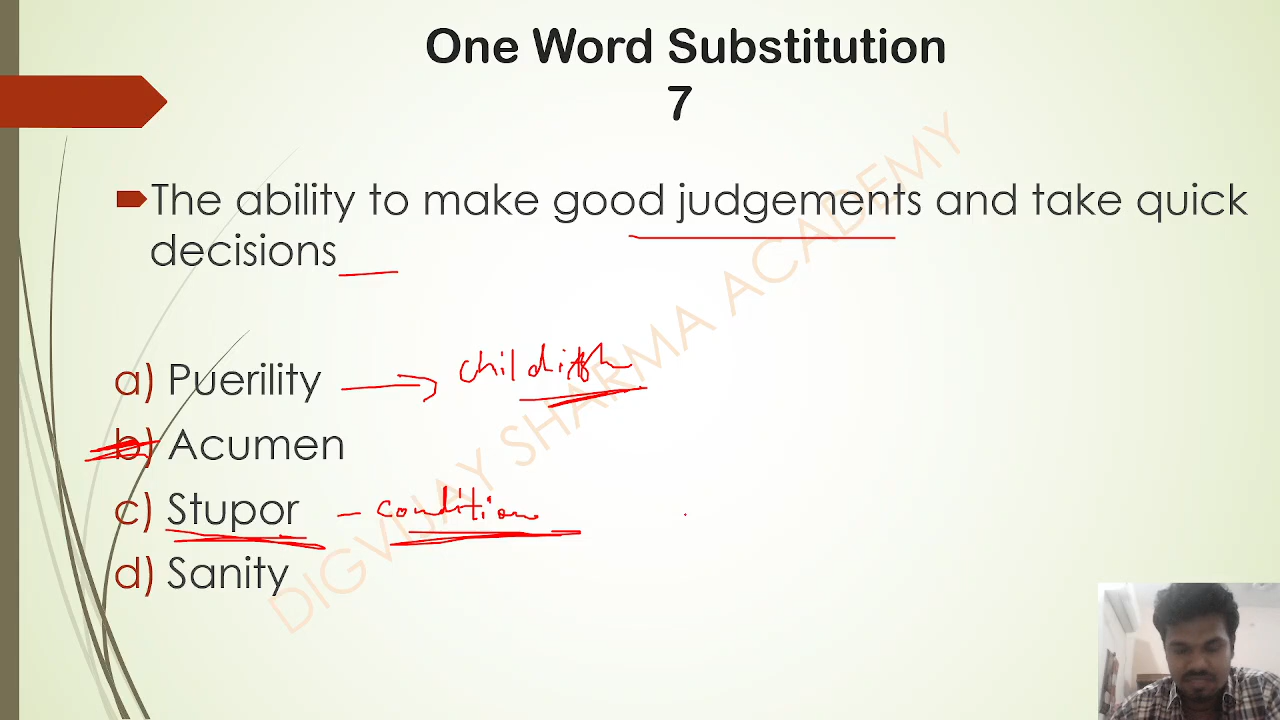 One Word Substitution
7
The ability to make good judgements and take quick
decisions
a) Puerility → childish
b) Acumen
c) Stupor - condition
d) Sanity
DIGVIJAY SHARMA ACADEMY